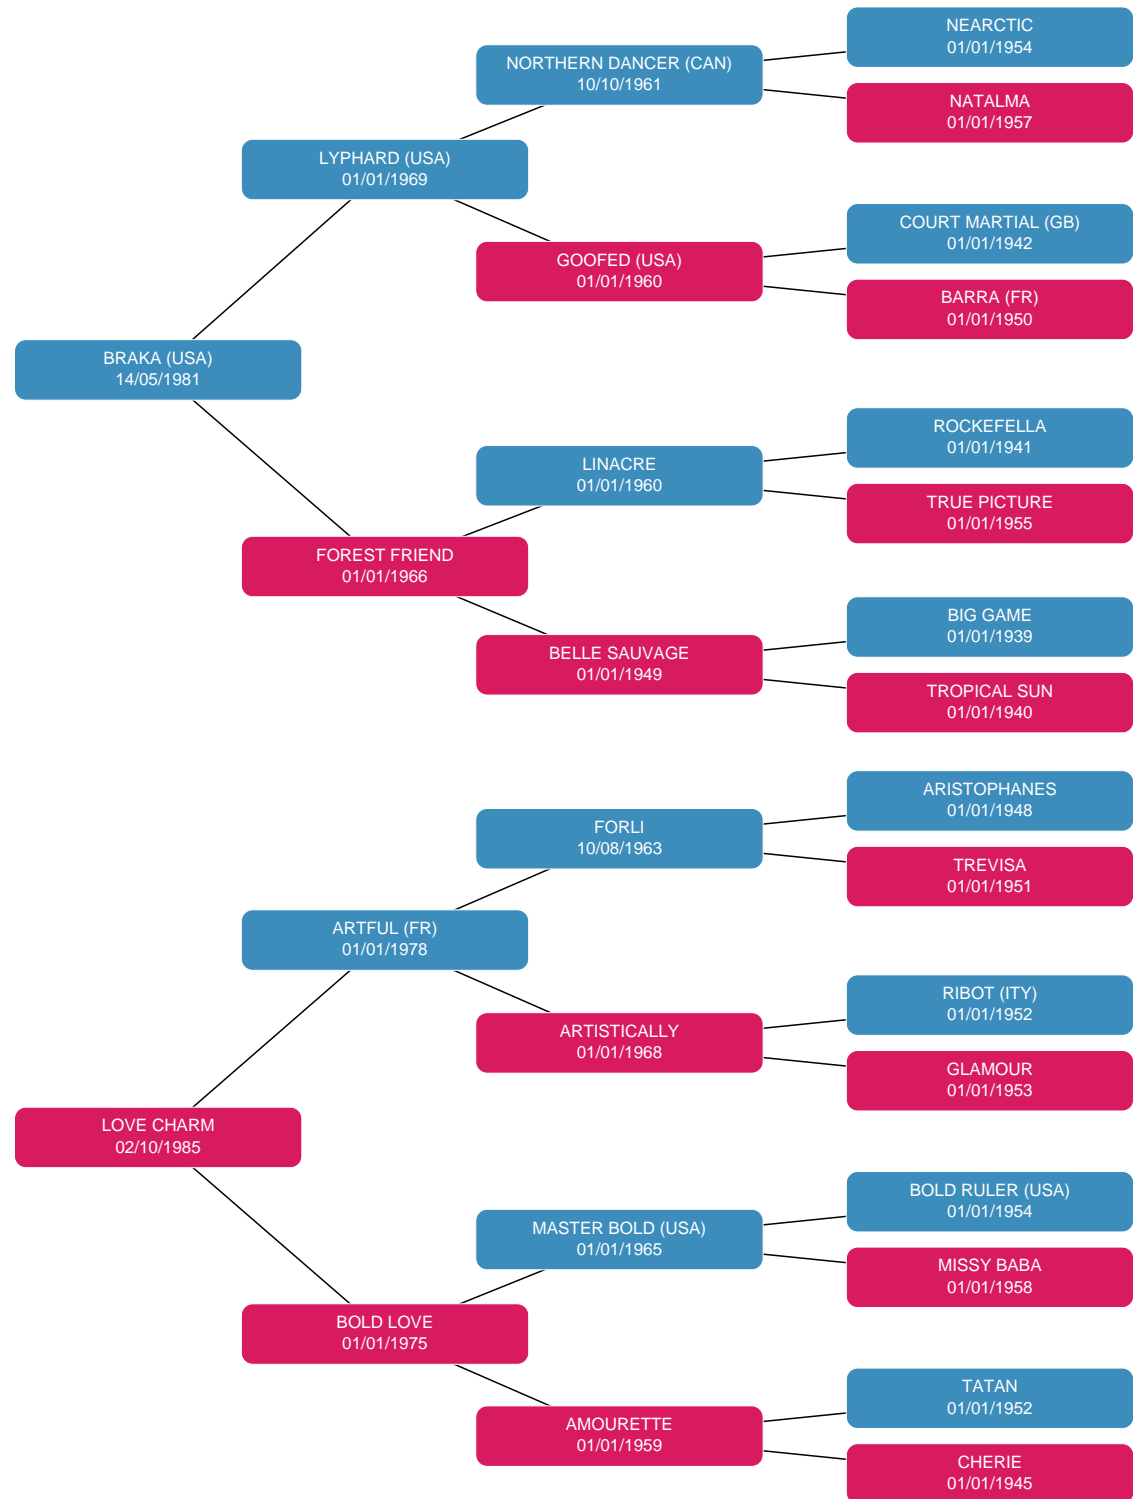 NEARCTIC
01/01/1954
NORTHERN DANCER (CAN)
10/10/1961
NATALMA
01/01/1957
LYPHARD (USA)
01/01/1969
COURT MARTIAL (GB)
01/01/1942
GOOFED (USA)
01/01/1960
BARRA (FR)
01/01/1950
BRAKA (USA)
14/05/1981
ROCKEFELLA
01/01/1941
LINACRE
01/01/1960
TRUE PICTURE
01/01/1955
FOREST FRIEND
01/01/1966
BIG GAME
01/01/1939
BELLE SAUVAGE
01/01/1949
TROPICAL SUN
01/01/1940
ARISTOPHANES
01/01/1948
FORLI
10/08/1963
TREVISA
01/01/1951
ARTFUL (FR)
01/01/1978
RIBOT (ITY)
01/01/1952
ARTISTICALLY
01/01/1968
GLAMOUR
01/01/1953
LOVE CHARM
02/10/1985
BOLD RULER (USA)
01/01/1954
MASTER BOLD (USA)
01/01/1965
MISSY BABA
01/01/1958
BOLD LOVE
01/01/1975
TATAN
01/01/1952
AMOURETTE
01/01/1959
CHERIE
01/01/1945